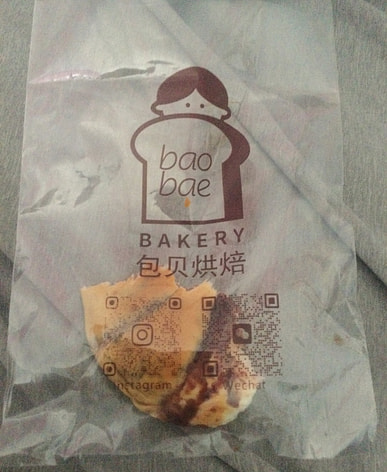 bao
bae
BAKERY
包贝烘焙
Instagram Wechat